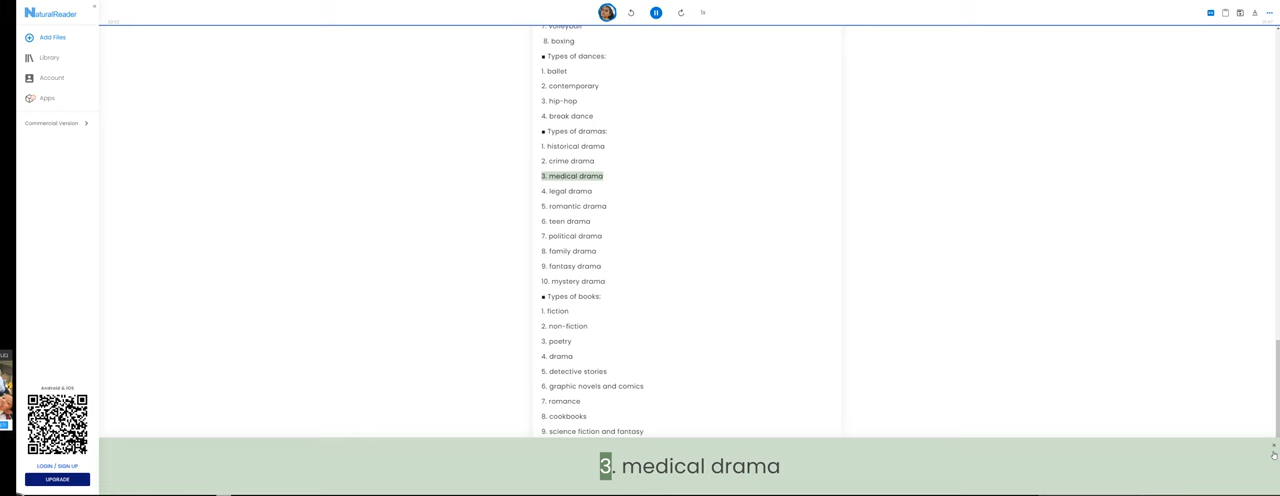 NaturalReader
Add Files
Library
Account
Apps
Commercial Version
Android & iOS
LOGIN / SIGN UP
UPGRADE
1x
7. volleyball
8. boxing
▪ Types of dances:
1. ballet
2. contemporary
3. hip-hop
4. break dance
▪ Types of dramas:
1. historical drama
2. crime drama
3. medical drama
4. legal drama
5. romantic drama
6. teen drama
7. political drama
8. family drama
9. fantasy drama
10. mystery drama
▪ Types of books:
1. fiction
2. non-fiction
3. poetry
4. drama
5. detective stories
6. graphic novels and comics
7. romance
8. cookbooks
9. science fiction and fantasy
3. medical drama